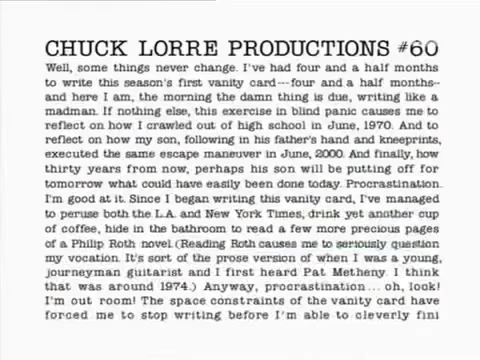 CHUCK LORRE PRODUCTIONS #60
Well, some things never change. I've had four and a half months
to write this season's first vanity card---four and a half months--
and here I am, the morning the damn thing is due, writing like a
madman. If nothing else, this exercise in blind panic causes me to
reflect on how I crawled out of high school in June, 1970. And to
reflect on how my son, following in his father's hand and kneeprints,
executed the same escape maneuver in June, 2000. And finally, how
thirty years from now, perhaps his son will be putting off for
tomorrow what could have easily been done today. Procrastination.
I'm good at it. Since I began writing this vanity card, I've managed
to peruse both the L.A. and New York Times, drink yet another cup
of coffee, hide in the bathroom to read a few more precious pages
of a Philip Roth novel. (Reading Roth causes me to seriously question
my vocation. It's sort of the prose version of when I was a young,
journeyman guitarist and I first heard Pat Metheny. I think
that was around 1974.) Anyway, procrastination... oh, look!
I'm out room! The space constraints of the vanity card have
forced me to stop writing before I'm able to cleverly fini